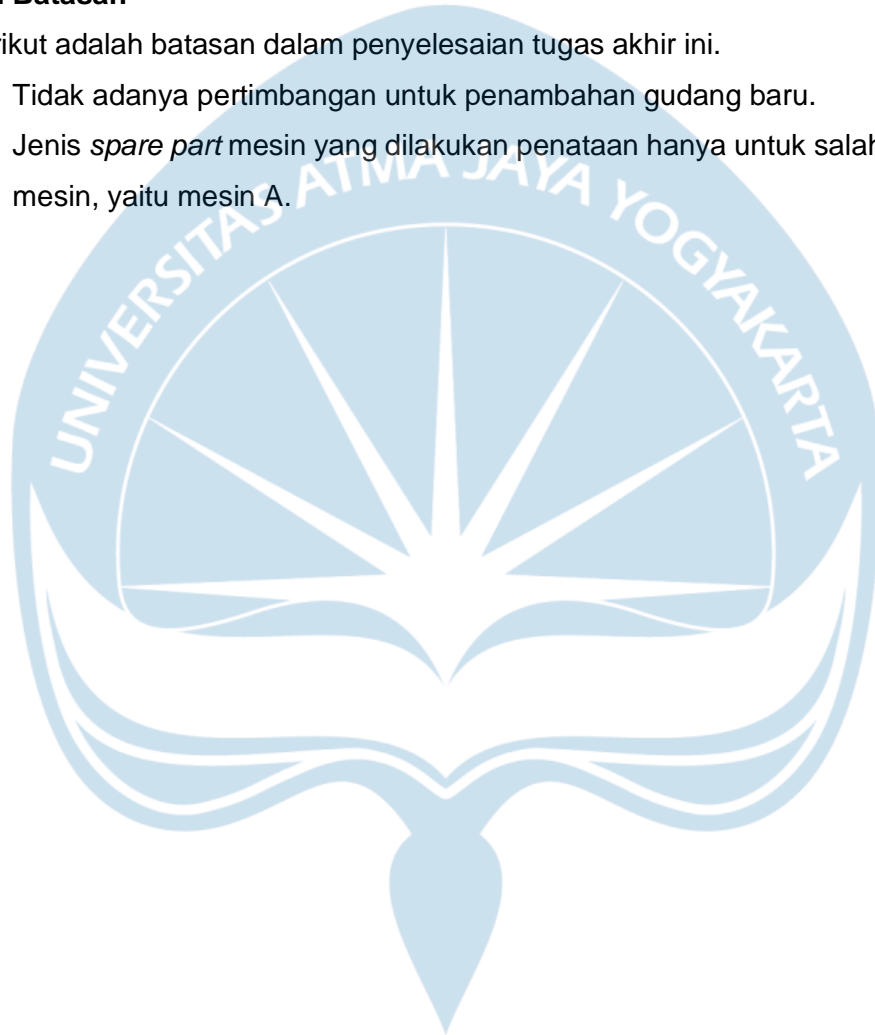 Batasan
rikut adalah batasan dalam penyelesaian tugas akhir ini.
Tidak adanya pertimbangan untuk penambahan gudang baru.
Jenis spare part mesin yang dilakukan penataan hanya untuk salah
mesin, yaitu mesin A.
UNIVERSITAS ATMA JAYA YOGYAKARTA